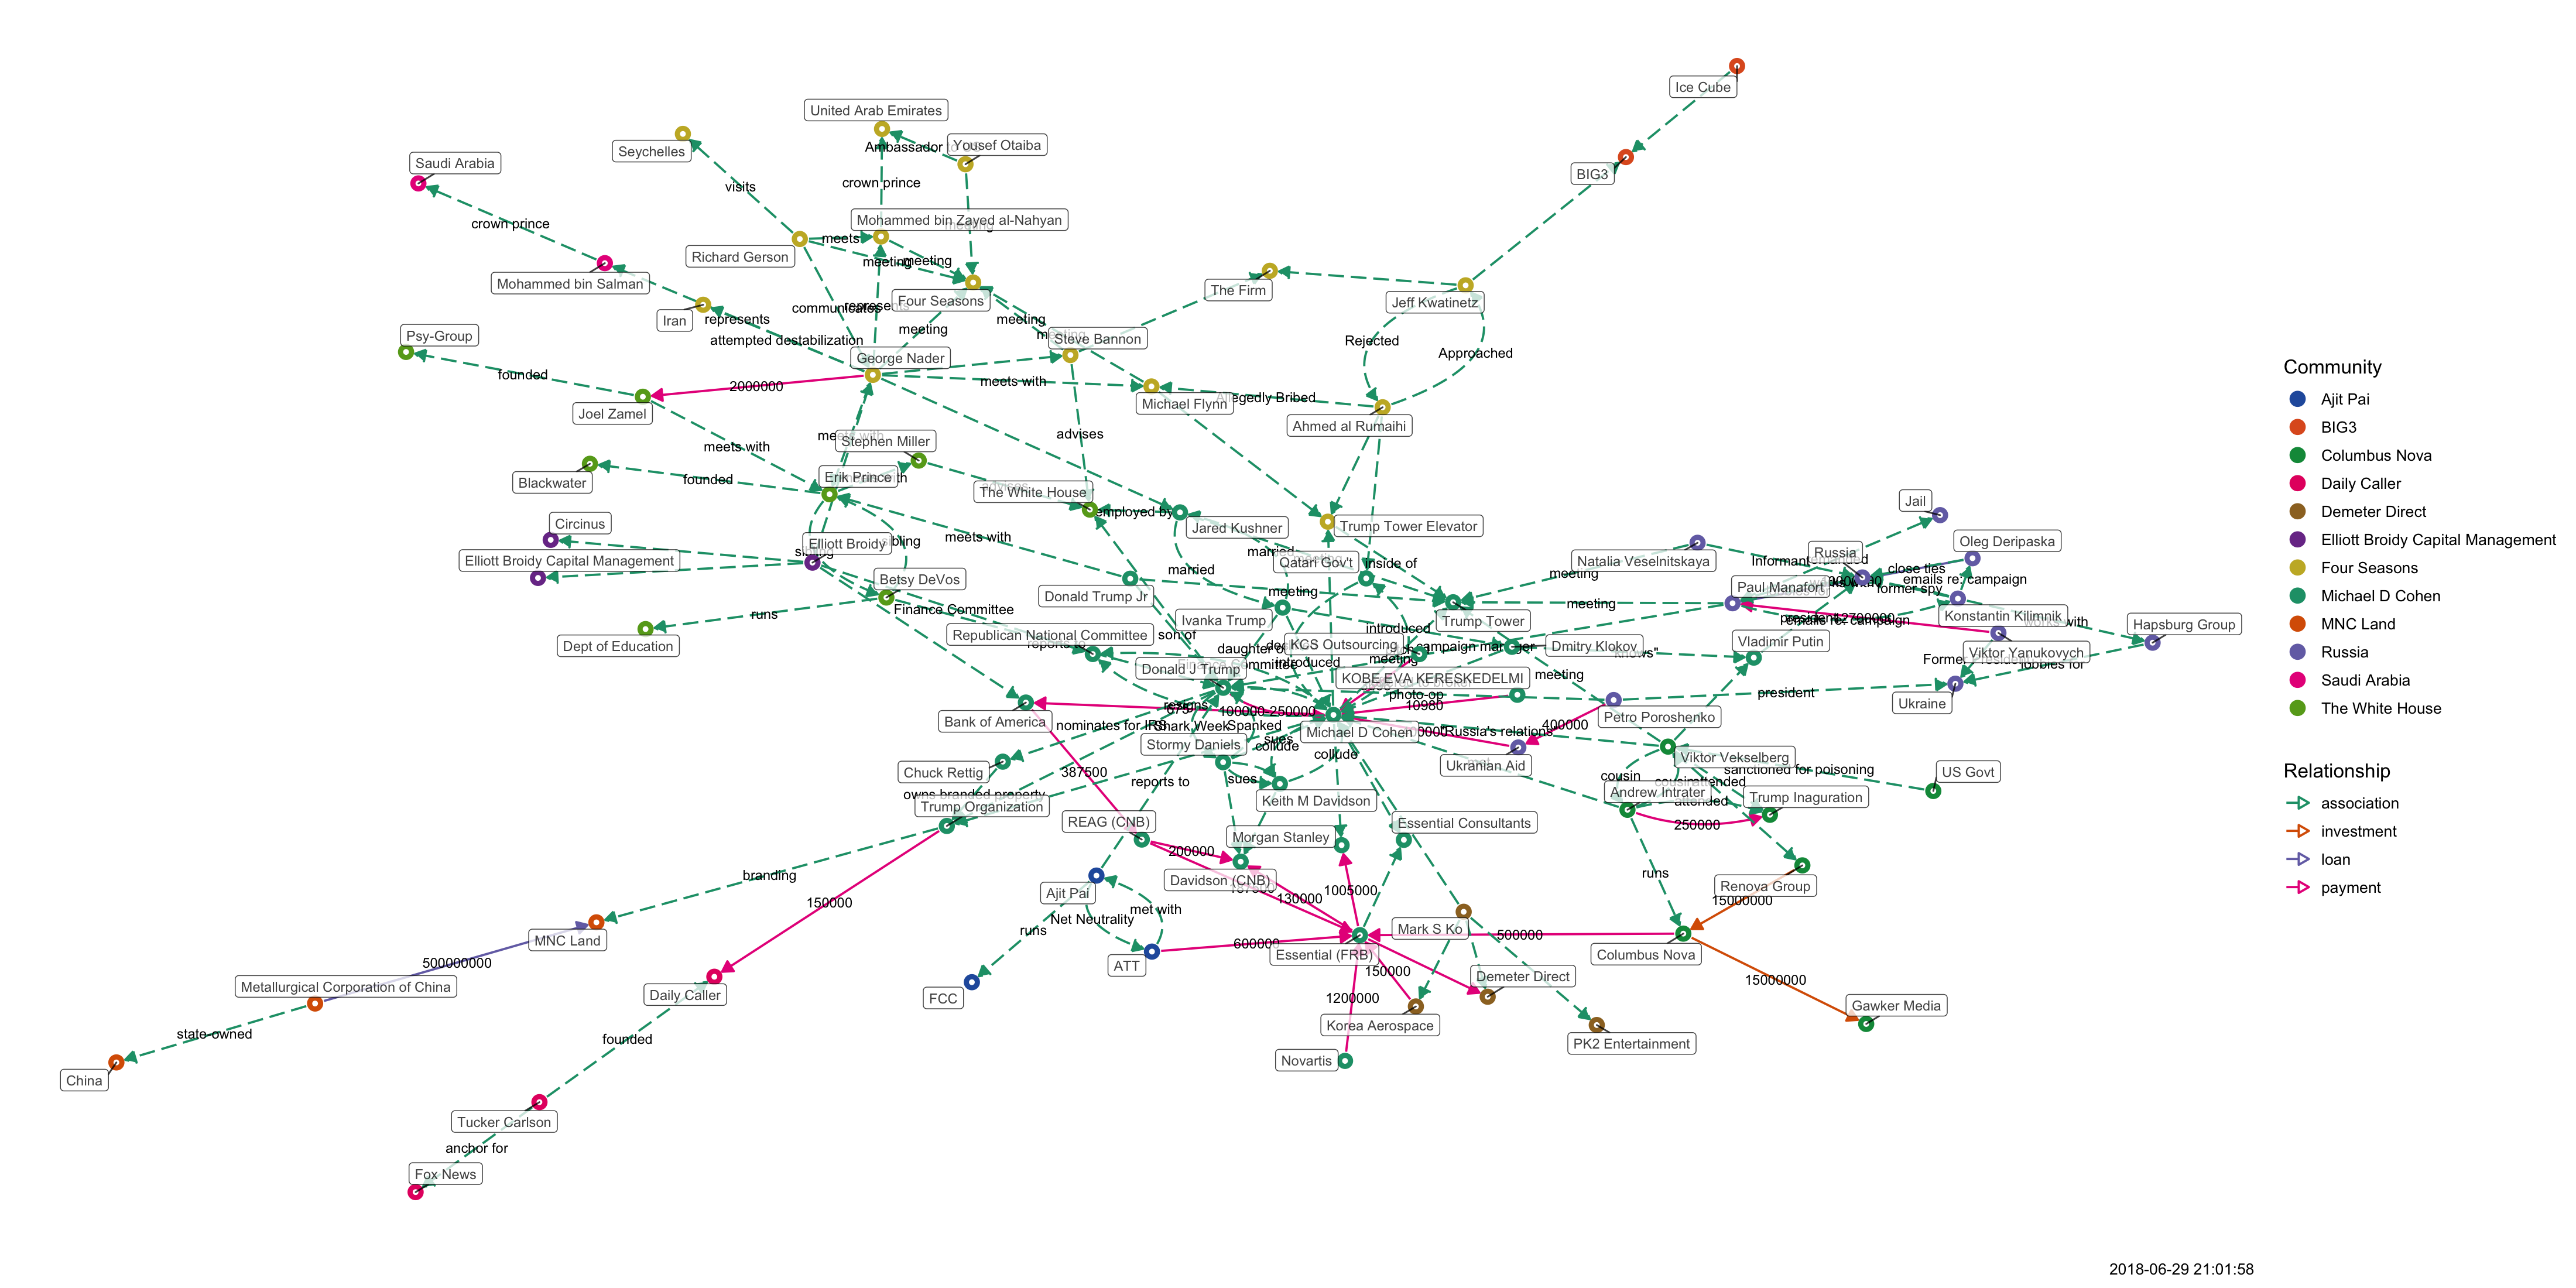 Ice Cube
United Arab Emirates
Ambassador
Yousef Otaiba
Seychelles
Saudi Arabia
BIG3
visits
crown prince
crown prince
Mohammed bin Zayed al-Nahyan
meeting
meets
Richard Gerson
meeting
meeting
Mohammed bin Salman
Four Seasons
The Firm
Jeff Kwatinetz
Iran
represents
communicates
represents
meeting
meeting
attempted destabilization
Psy-Group
George Nader
Steve Bannon
Rejected
Approached
founded
2000000
meets with
Joel Zamel
Michael Flynn
Allegedly Bribed
Ahmed al Rumaihi
advises
meets with
Stephen Miller
Blackwater
founded
Erik Prince
The White House
advises
employed by
Jared Kushner
Trump Tower Elevator
Jail
Circinus
Elliott Broidy
sibling
meets with
married
Qatari Gov't
inside of
Natalia Veselnitskaya
Russia
Oleg Deripaska
Elliott Broidy Capital Management
Betsy DeVos
married
meeting
Paul Manafort
close ties
emails re: campaign
former spy
Donald Trump Jr
meeting
meeting
Finance Committee
runs
Ivanka Trump
Trump Tower
Konstantin Kilimnik
works with
Hapsburg Group
Dept of Education
Republican National Committee
reports to
son of
introduced
KCS Outsourcing
campaign manager
Dmitry Klokov
Vladimir Putin
Viktor Yanukovych
lobbies for
Donald J Trump
introduced
meeting
KOBE EVA KERESKEDELMI
meeting
photo-op
10980
president
Ukraine
Petro Poroshenko
Bank of America
100000-250000
nominates for IRS
Shark Week
Spanked
sues
Michael D Cohen
"Russia's relations
400000
Stormy Daniels
collude
collude
Ukranian Aid
Viktor Vekselberg
sanctioned for poisoning
US Govt
Chuck Rettig
387500
reports to
sues
cousin
attended
Andrew Intrater
Trump Inaguration
attended
250000
owns branded property
Trump Organization
Keith M Davidson
REAG (CNB)
Morgan Stanley
Essential Consultants
200000
branding
Ajit Pai
Davidson (CNB)
1005000
130000
runs
Renova Group
15000000
150000
met with
Net Neutrality
runs
Mark S Ko
500000
MNC Land
600000
Essential (FRB)
Columbus Nova
500000000
ATT
150000
Demeter Direct
15000000
Metallurgical Corporation of China
Daily Caller
FCC
1200000
Gawker Media
state-owned
Korea Aerospace
founded
PK2 Entertainment
Novartis
China
Tucker Carlson
anchor for
Fox News
Community
Ajit Pai
BIG3
Columbus Nova
Daily Caller
Demeter Direct
Elliott Broidy Capital Management
Four Seasons
Michael D Cohen
MNC Land
Russia
Saudi Arabia
The White House
Relationship
association
investment
loan
payment
2018-06-29 21:01:58